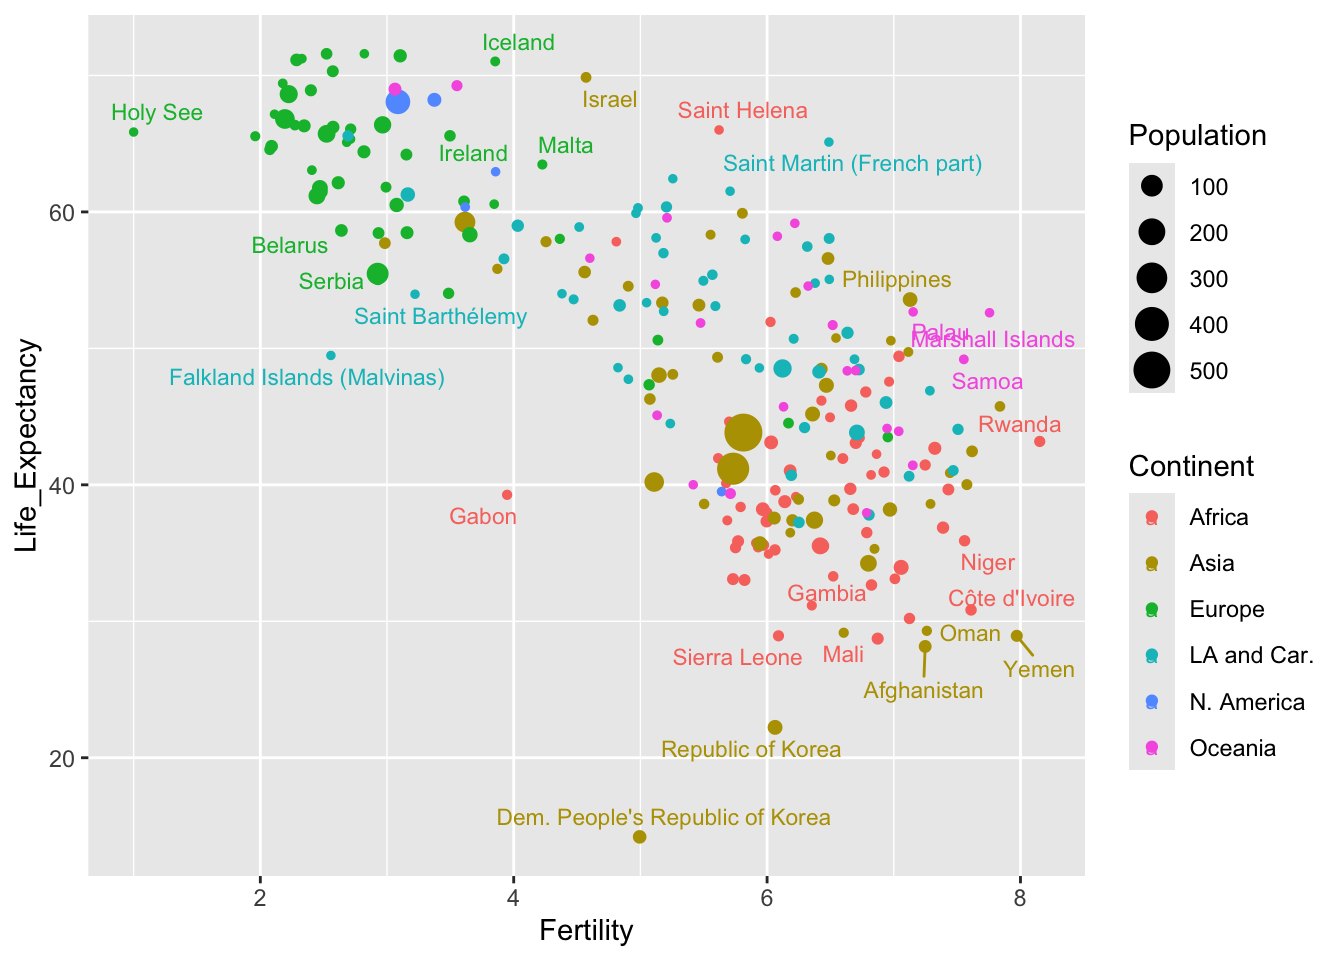 Life_Expectancy
60
40
20
2
4
6
8
Fertility
Iceland
Israel
Holy See
Saint Helena
Ireland
Malta
Saint Martin (French part)
Belarus
Serbia
Philippines
Saint Barthélemy
Palau
Marshall Islands
Falkland Islands (Malvinas)
Samoa
Rwanda
Gabon
Niger
Gambia
Côte d'Ivoire
Oman
Sierra Leone
Mali
Yemen
Afghanistan
Republic of Korea
Dem. People's Republic of Korea
Population
100
200
300
400
500
Continent
a Africa
a Asia
a Europe
a LA and Car.
a N. America
a Oceania